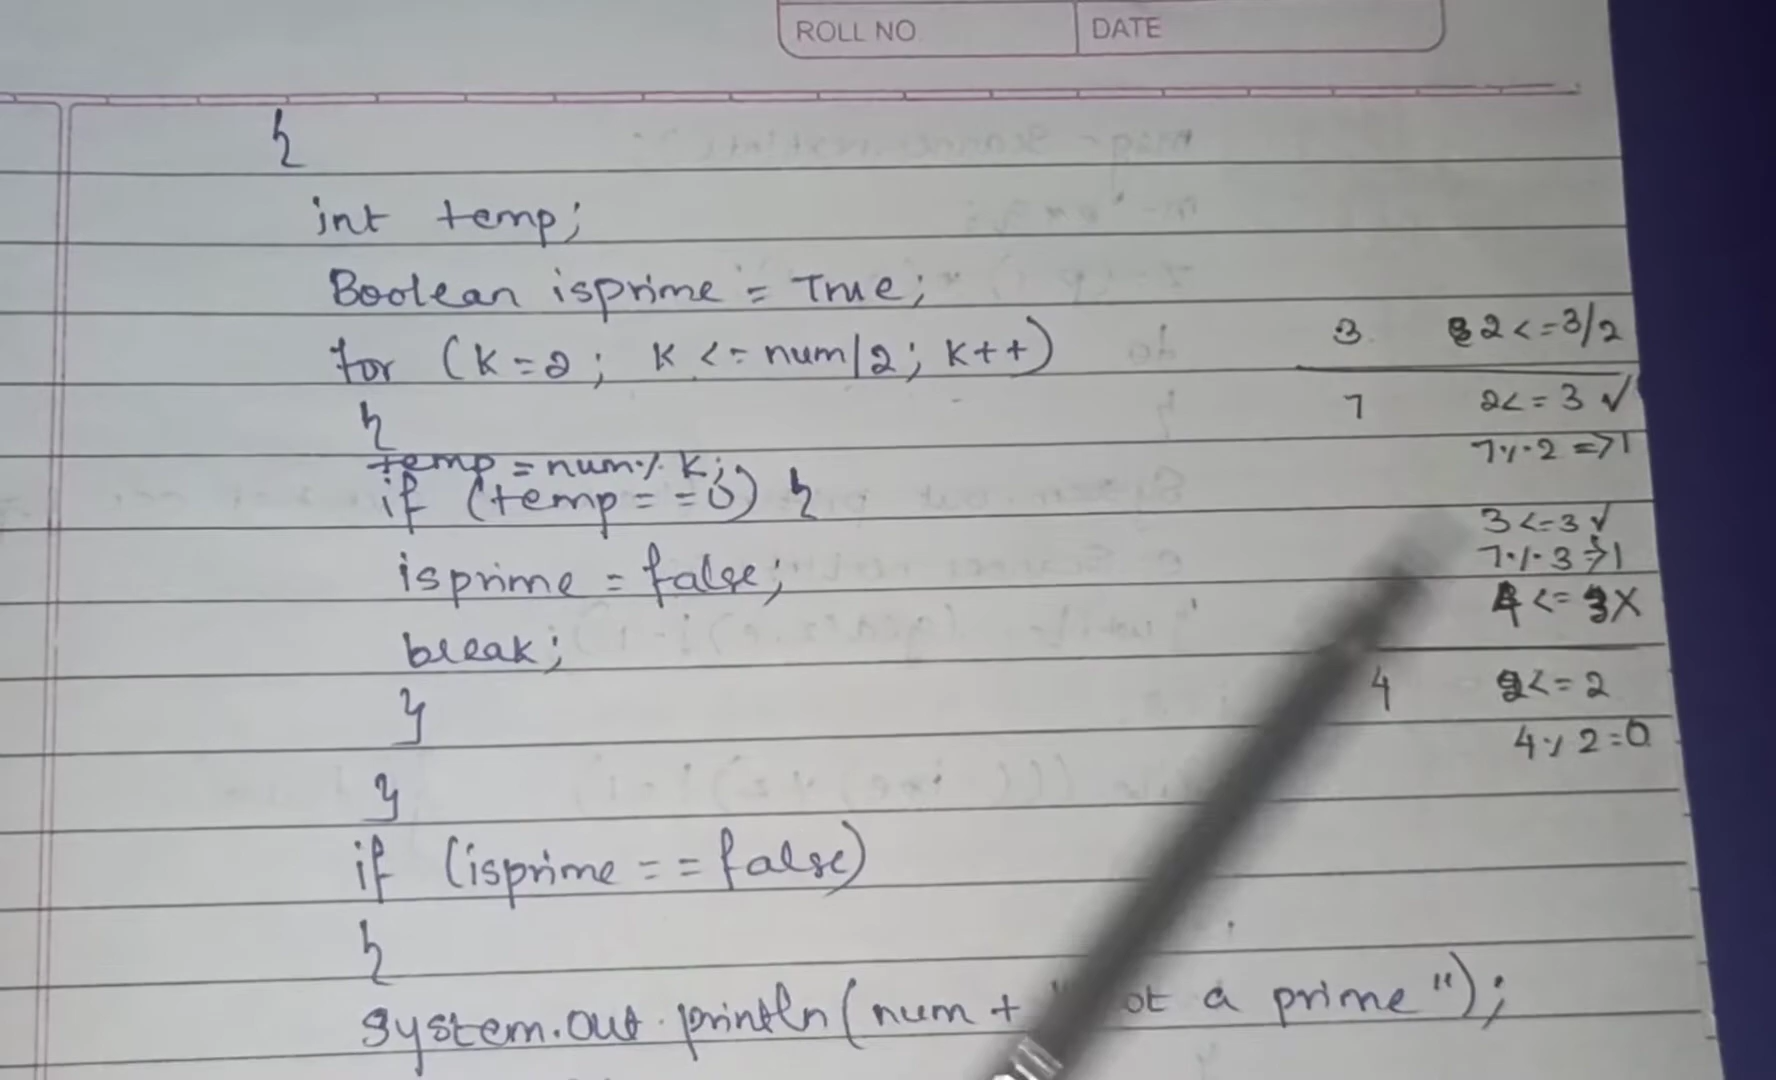 ROLL NO DATE
{
int temp;
Boolean isprime = True;
for (k=2; k <= num/2; k++)
{
temp = num % k;
if (temp == 0) {
isprime = false;
break;
}
}
if (isprime == false)
{
System.out.println(num + a prime");
3 2 <= 3/2
7 2 <= 3 ✓
7 % 2 => 1
3 <= 3 ✓
7 % 3 => 1
4 <= 3 X
4 2 <= 2
4 % 2 = 0